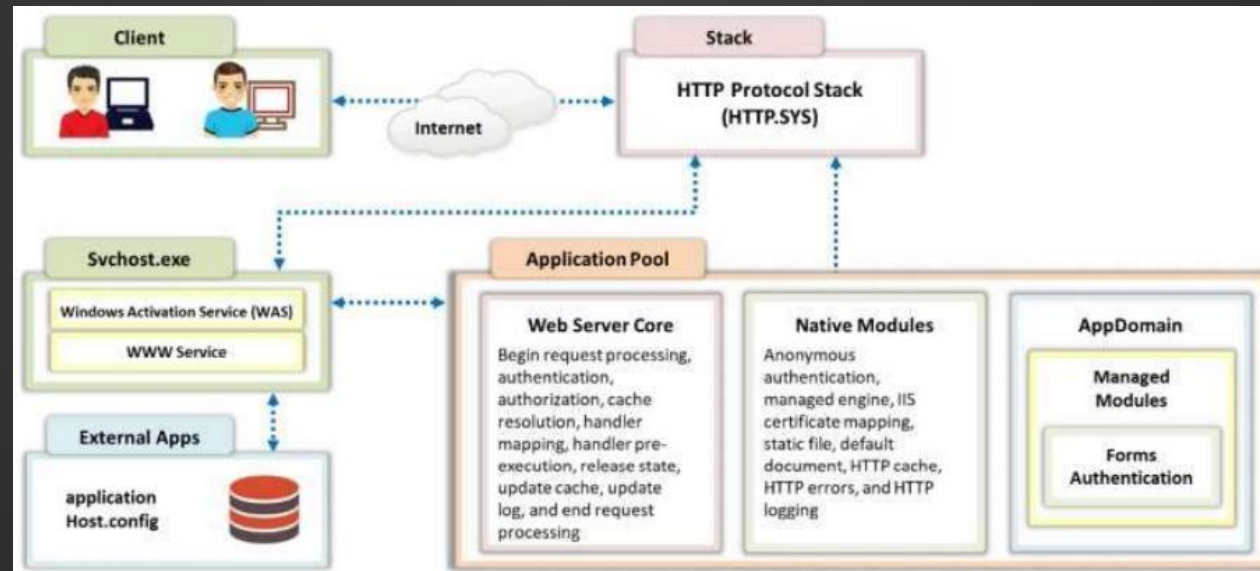 Client
Stack
HTTP Protocol Stack
(HTTP.SYS)
Internet
Svchost.exe
Windows Activation Service (WAS)
WWW Service
External Apps
application
Host.config
Application Pool
Web Server Core
Begin request processing,
authentication,
authorization, cache
resolution, handler
mapping, handler pre-
execution, release state,
update cache, update
log, and end request
processing
Native Modules
Anonymous
authentication,
managed engine, IIS
certificate mapping,
static file, default
document, HTTP cache,
HTTP errors, and HTTP
logging
AppDomain
Managed
Modules
Forms
Authentication